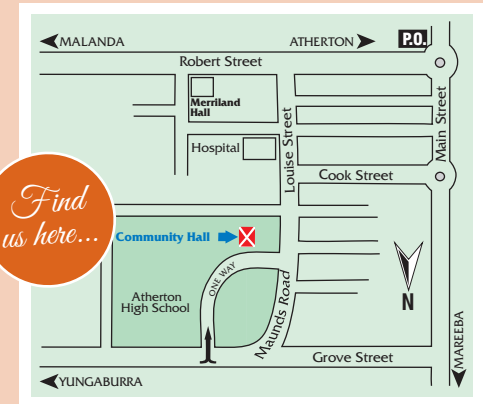 MALANDA
ATHERTON
P.O.
Robert Street
Merriland
Hall
Hospital
Louise Street
Main Street
Cook Street
Find
us here...
Community Hall
ONE WAY
Atherton
High School
Maunds Road
N
MAREEBA
Grove Street
YUNGABURRA